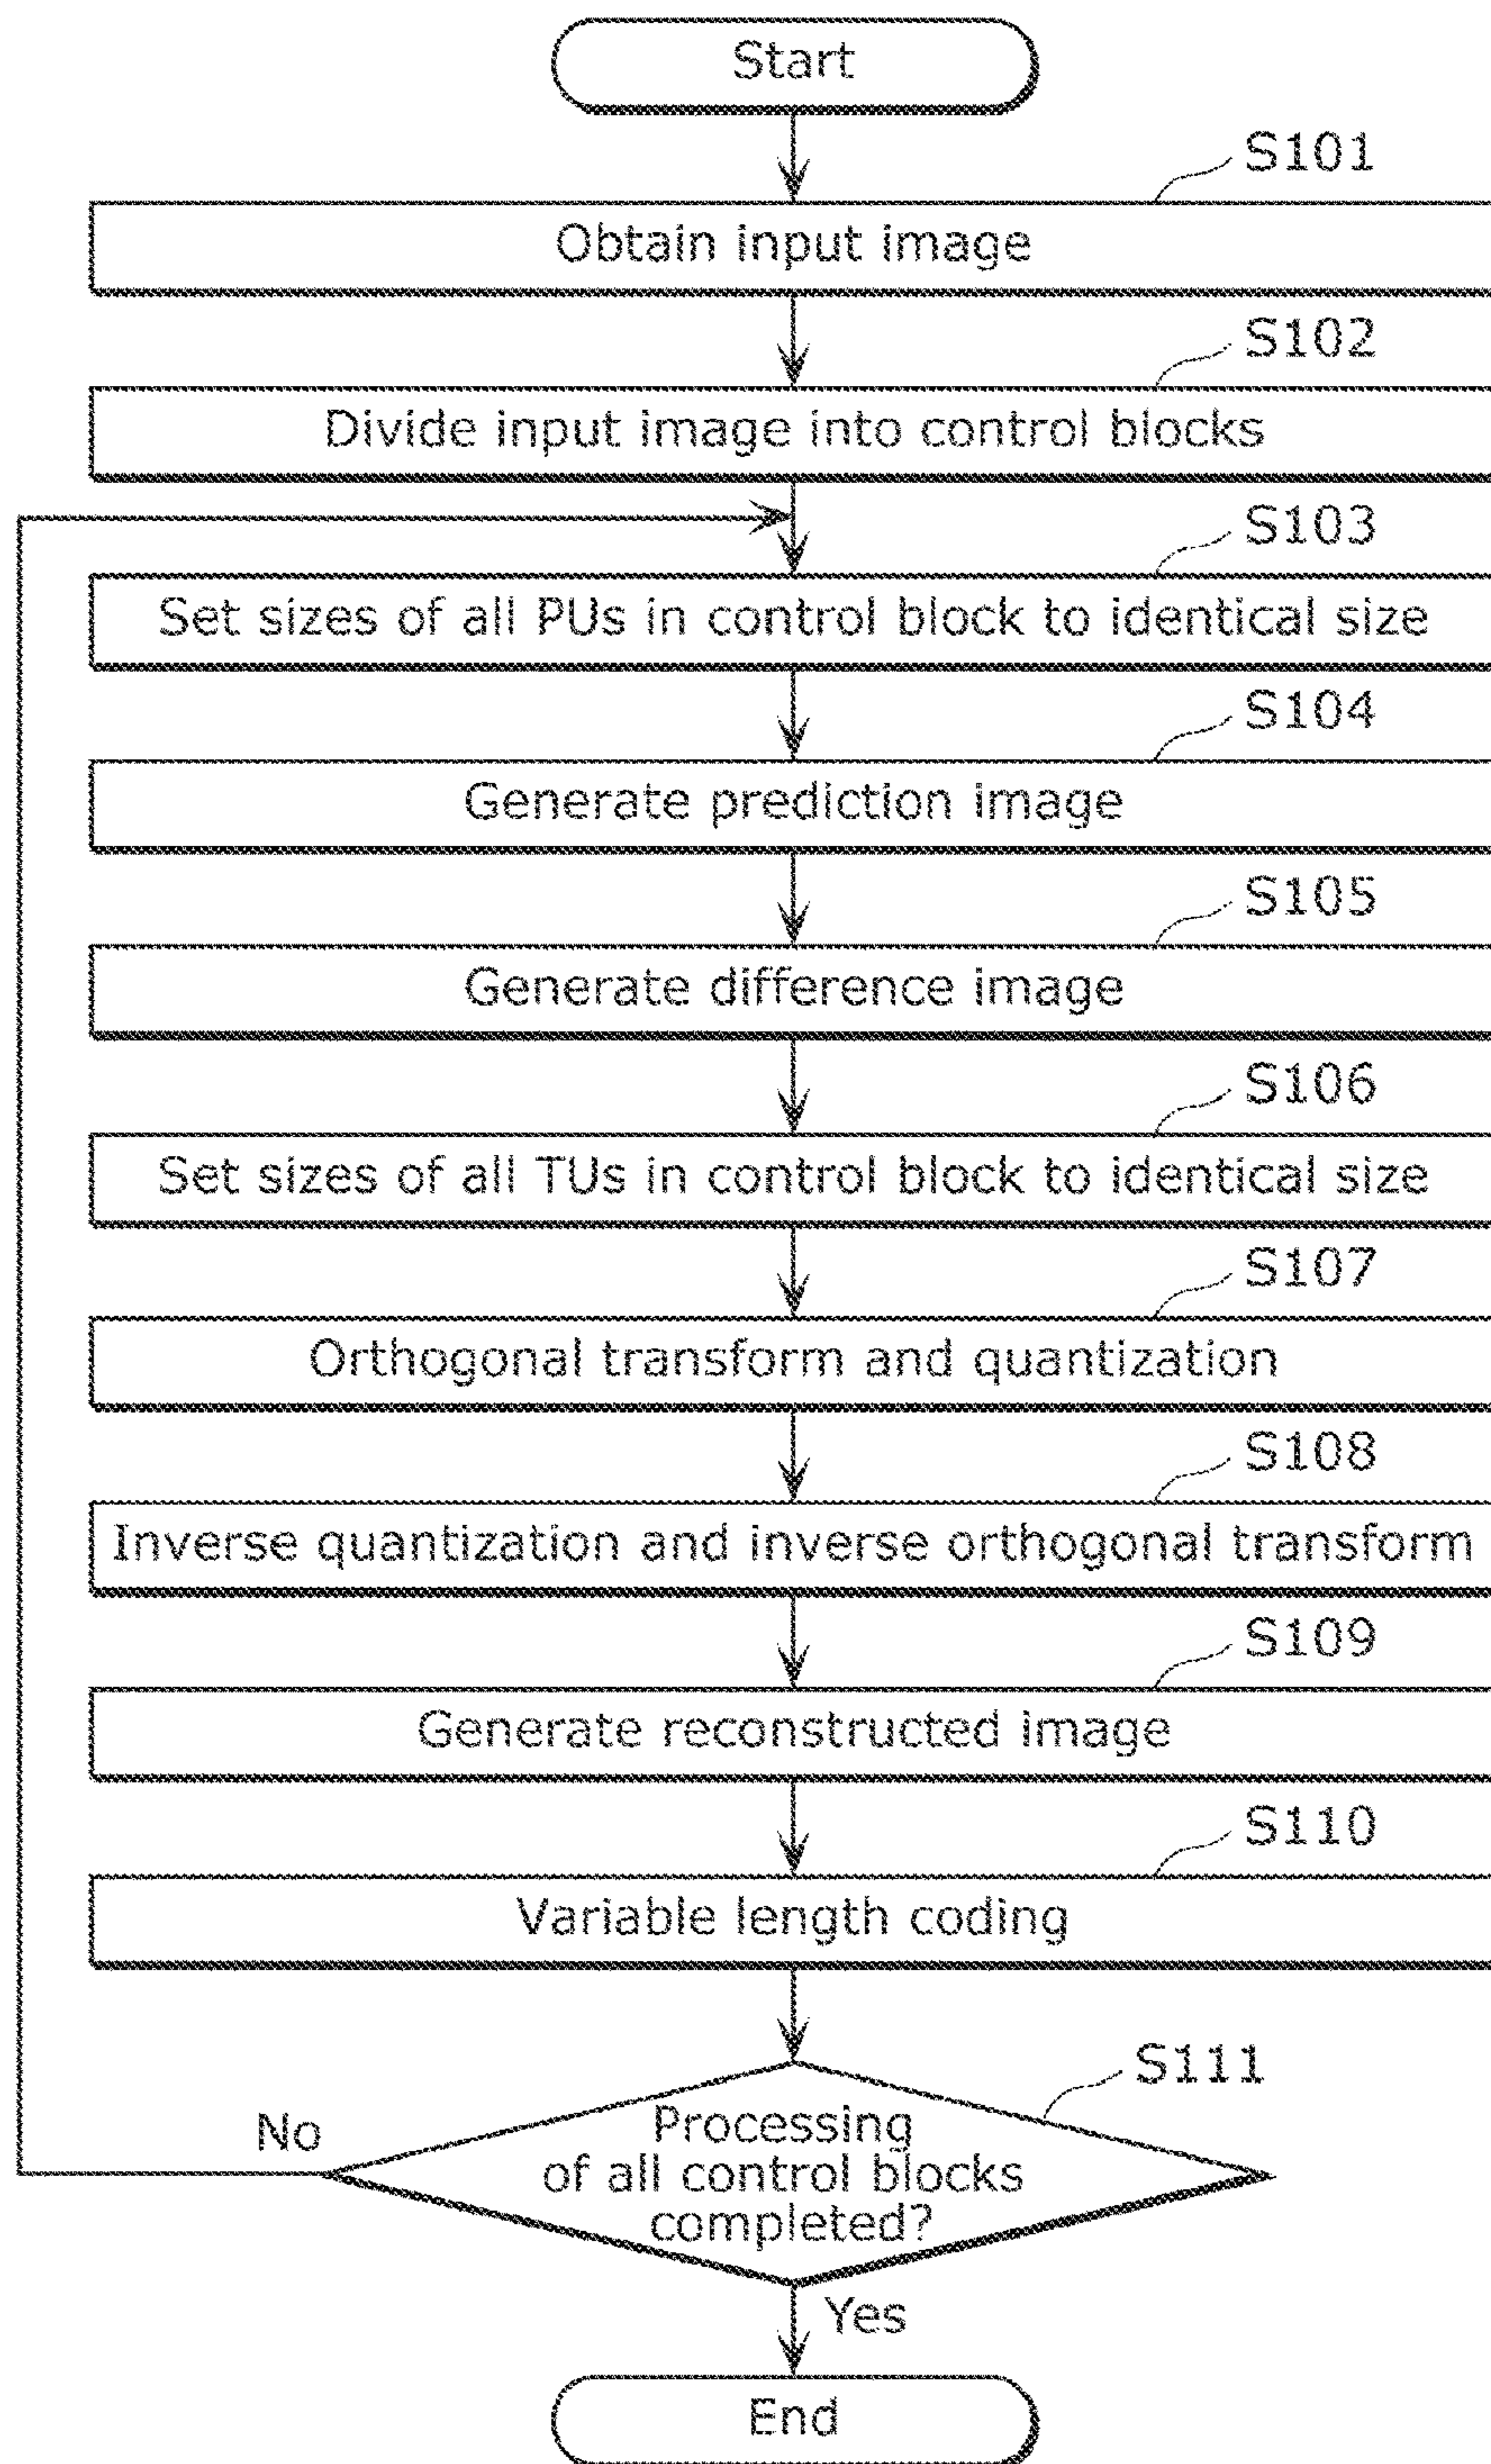 Start
S101
Obtain input image
S102
Divide input image into control blocks
S103
Set sizes of all PUs in control block to identical size
S104
Generate prediction image
S105
Generate difference image
S106
Set sizes of all TUs in control block to identical size
S107
Orthogonal transform and quantization
S108
Inverse quantization and inverse orthogonal transform
S109
Generate reconstructed image
S110
Variable length coding
S111
No
Processing
of all control blocks
completed?
Yes
End